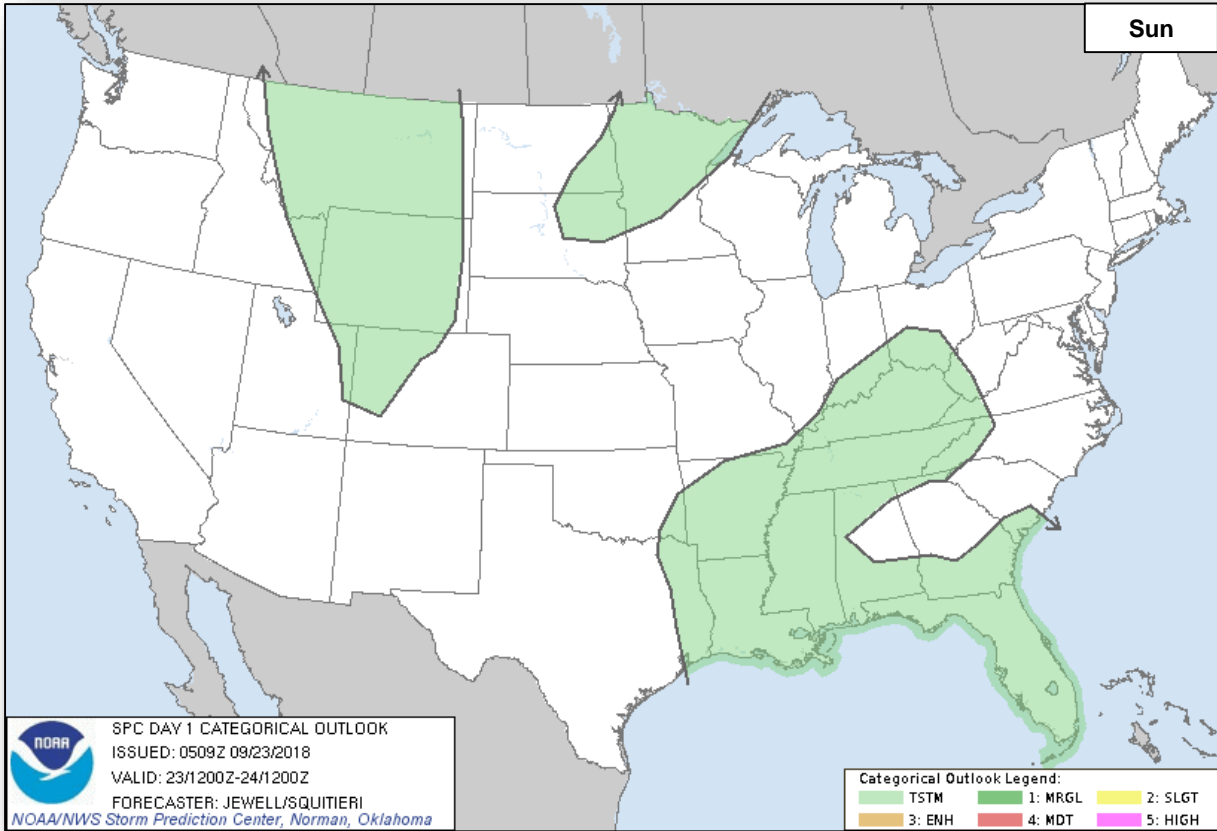 Sun
NOAA
SPC DAY 1 CATEGORICAL OUTLOOK
ISSUED: 0509Z 09/23/2018
VALID: 23/1200Z-24/1200Z
FORECASTER: JEWELL/SQUITIERI
NOAA/NWS Storm Prediction Center, Norman, Oklahoma
Categorical Outlook Legend:
TSTM 1: MRGL 2: SLGT
3: ENH 4: MDT 5: HIGH